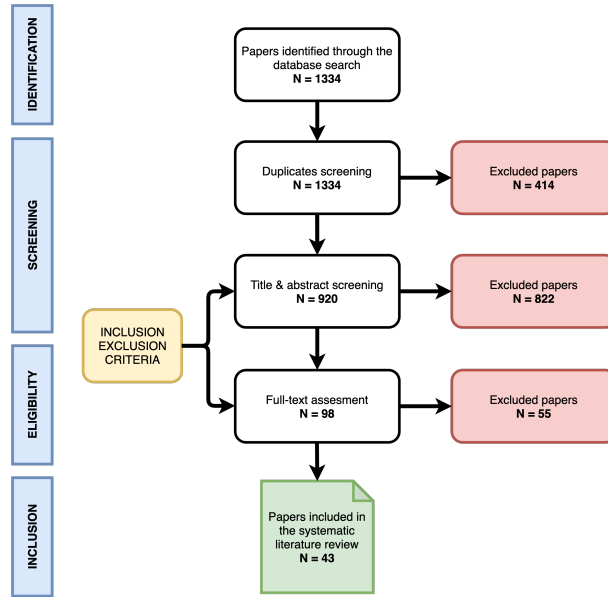 IDENTIFICATION
Papers identified through the
database search
N = 1334
SCREENING
Duplicates screening
N = 1334
Excluded papers
N = 414
Title & abstract screening
N = 920
Excluded papers
N = 822
INCLUSION
EXCLUSION
CRITERIA
ELIGIBILITY
Full-text assesment
N = 98
Excluded papers
N = 55
INCLUSION
Papers included in
the systematic
literature review
N = 43